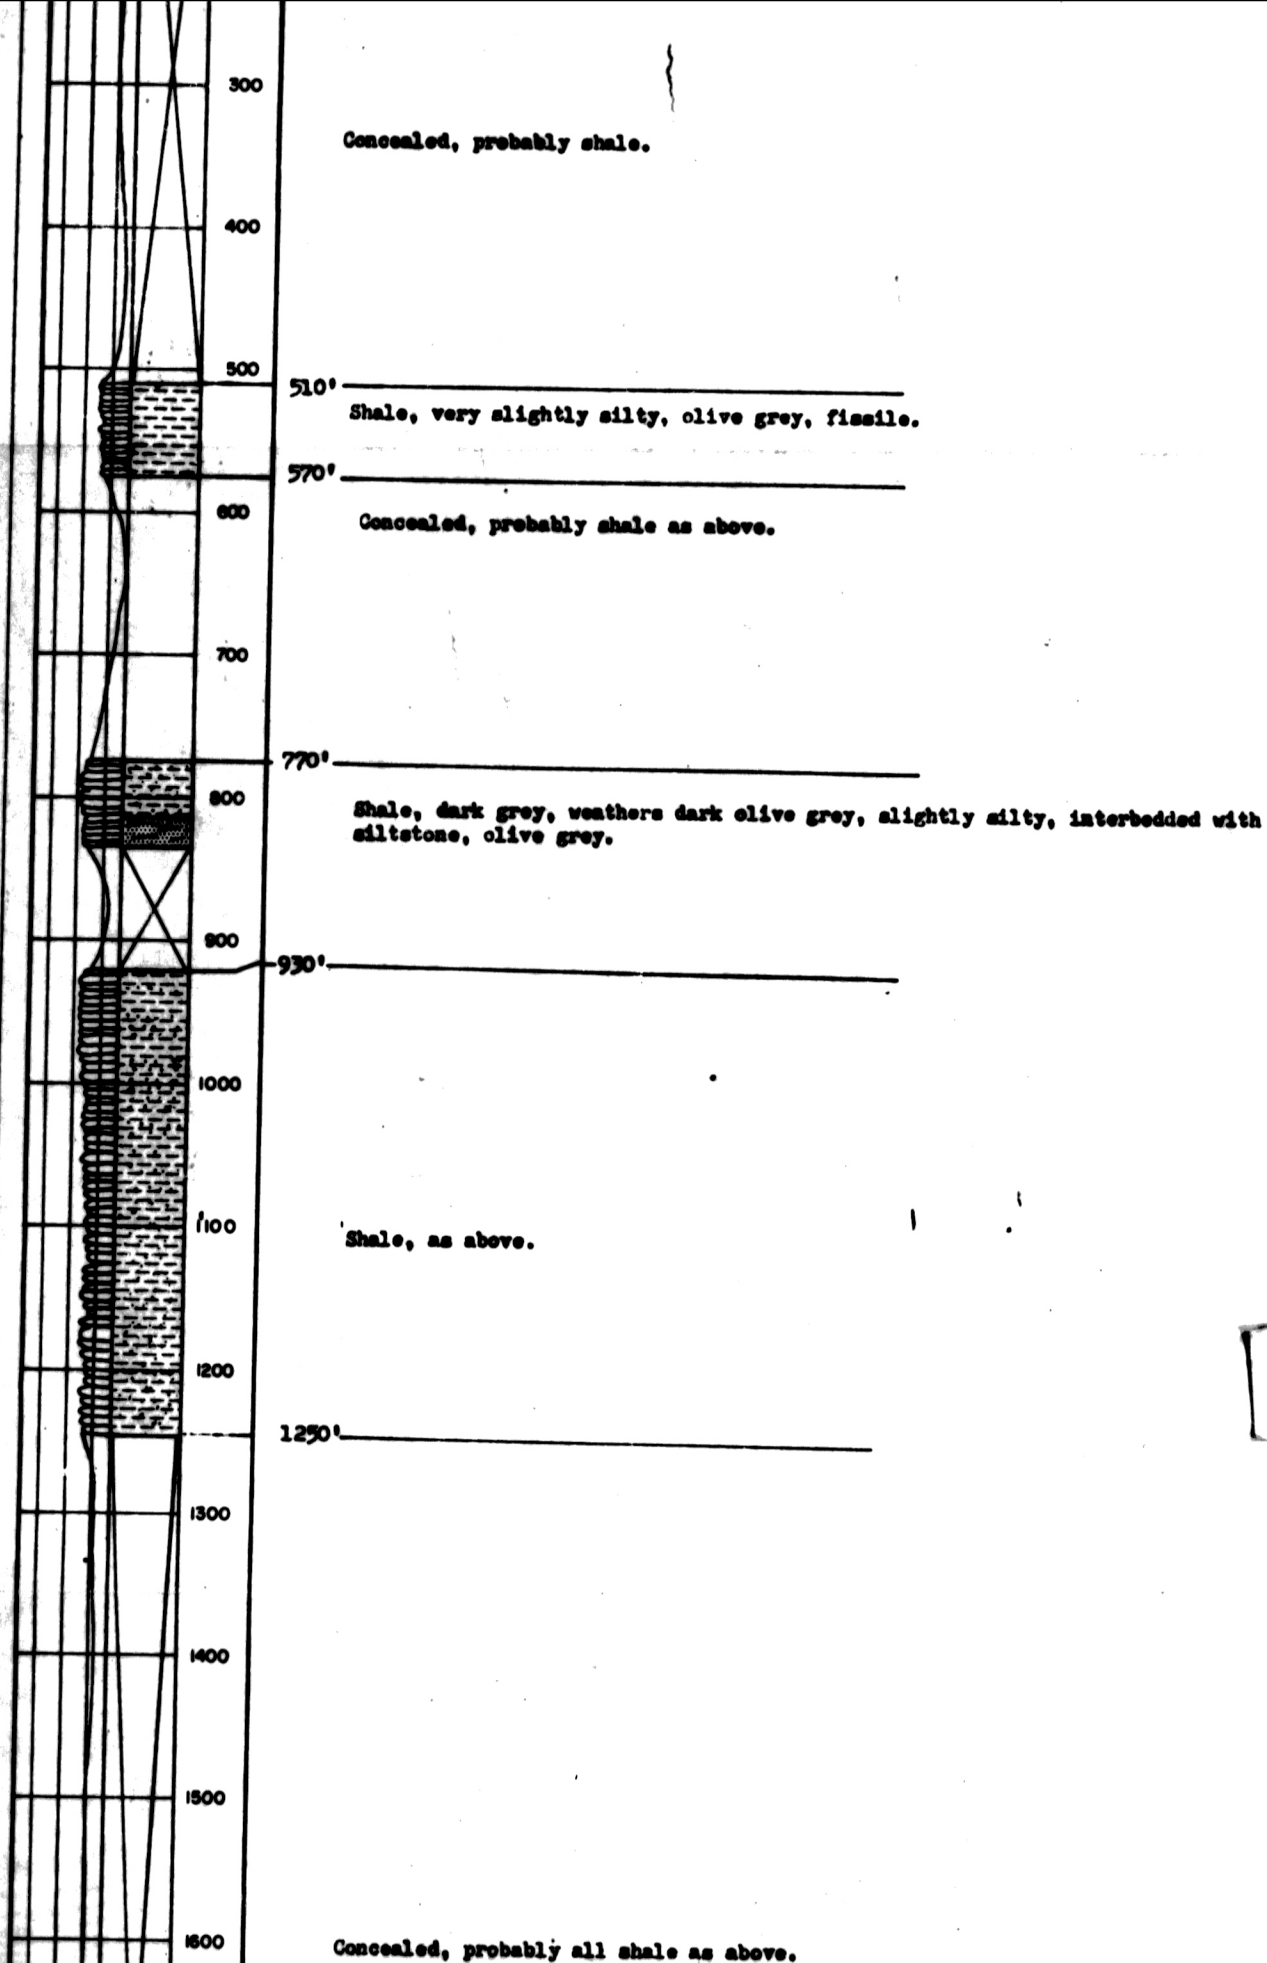 300
Concealed, probably shale.
400
500
510'
Shale, very slightly silty, olive grey, fissile.
570'
600
Concealed, probably shale as above.
700
770'
800
Shale, dark grey, weathers dark olive grey, slightly silty, interbedded with
siltstone, olive grey.
900
930'
1000
1100
Shale, as above.
1200
1250'
1300
1400
1500
1600
Concealed, probably all shale as above.